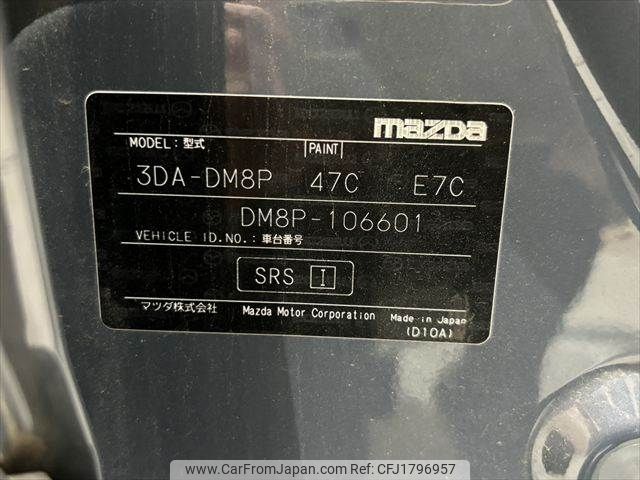 mazda
MODEL : 型式 PAINT
3DA-DM8P 47C E7C
DM8P-106601
VEHICLE I.D.NO. : 車台番号
SRS I
マツダ株式会社 Mazda Motor Corporation Made in Japan
(D10A)
www.CarFromJapan.com | Car ID: CFJ1796957